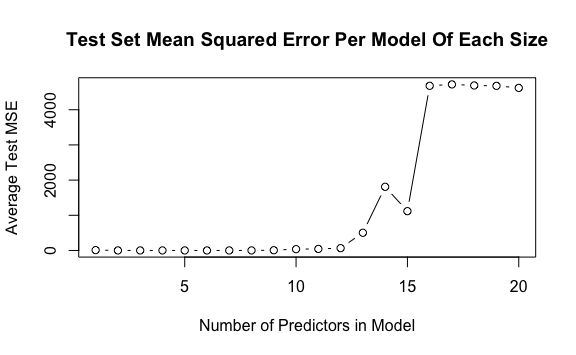 Test Set Mean Squared Error Per Model Of Each Size
Average Test MSE
4000
2000
0
5
10
15
20
Number of Predictors in Model